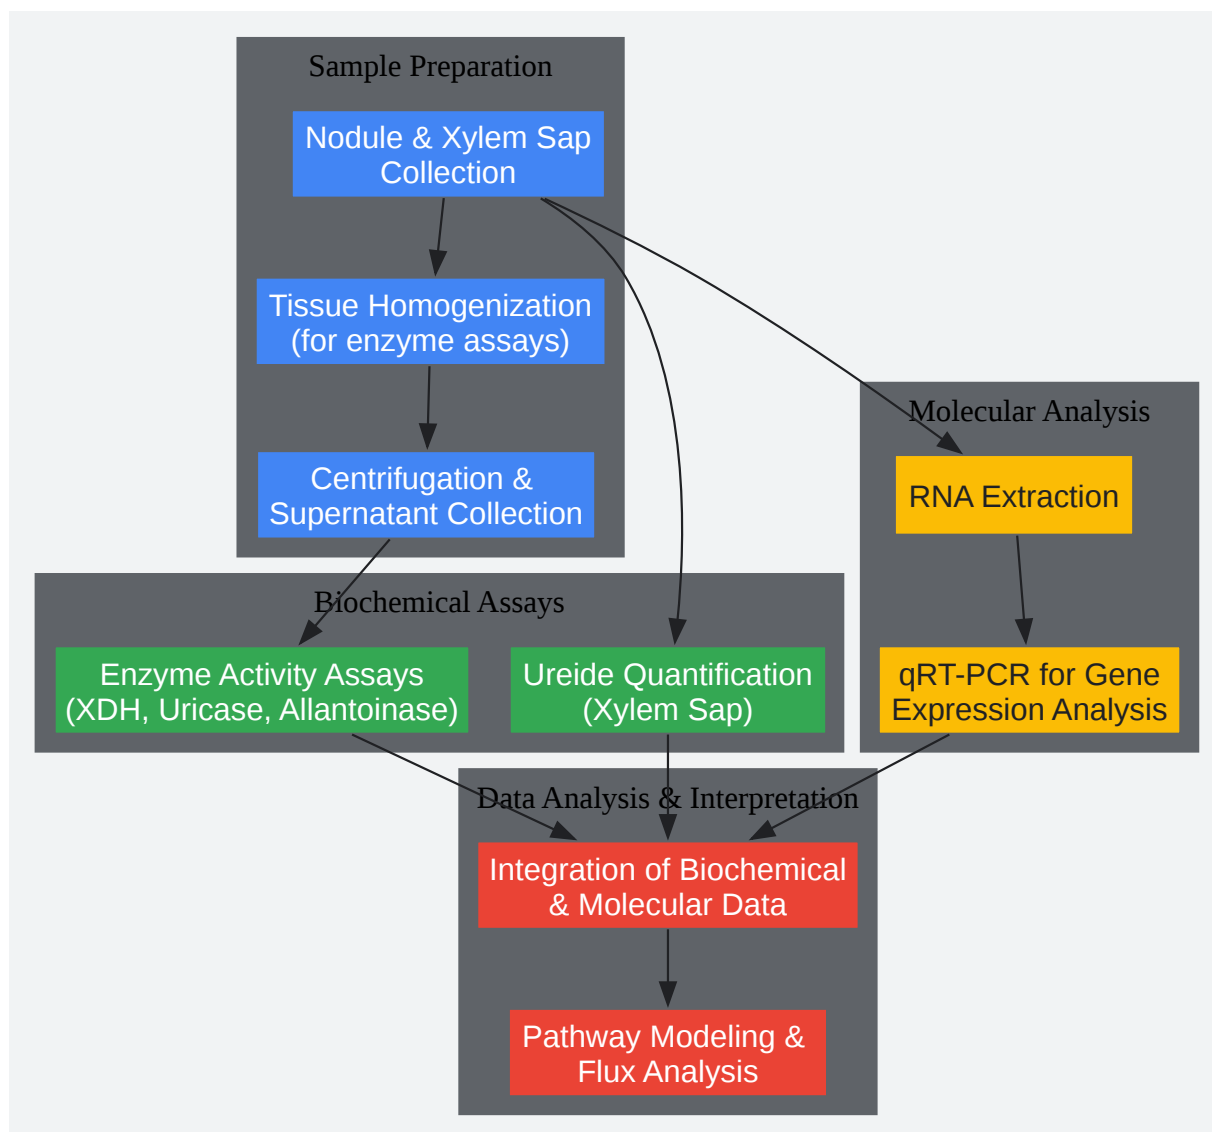 Sample Preparation
Nodule & Xylem Sap
Collection
Tissue Homogenization
(for enzyme assays)
Centrifugation &
Supernatant Collection
Molecular Analysis
RNA Extraction
qRT-PCR for Gene
Expression Analysis
Biochemical Assays
Enzyme Activity Assays
(XDH, Uricase, Allantoinase)
Ureide Quantification
(Xylem Sap)
Data Analysis & Interpretation
Integration of Biochemical
& Molecular Data
Pathway Modeling &
Flux Analysis